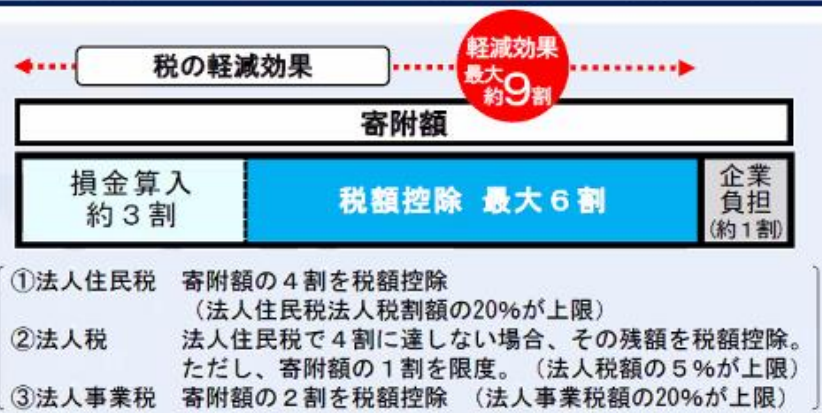 税の軽減効果
軽減効果
最大
約9割
寄附額
損金算入
約3割
税額控除 最大6割
企業
負担
(約1割)
①法人住民税 寄附額の4割を税額控除
(法人住民税法人税割額の20%が上限)
②法人税 法人住民税で4割に達しない場合、その残額を税額控除。
ただし、寄附額の1割を限度。(法人税額の5%が上限)
③法人事業税 寄附額の2割を税額控除 (法人事業税額の20%が上限)